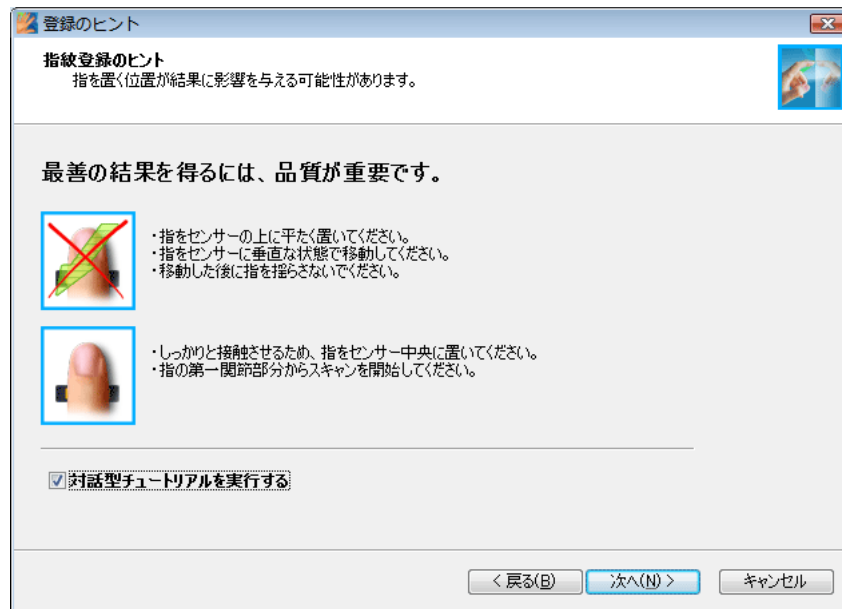 登録のヒント
指紋登録のヒント
指を置く位置が結果に影響を与える可能性があります。
最善の結果を得るには、品質が重要です。
・指をセンサーの上に平たく置いてください。
・指をセンサーに垂直な状態で移動してください。
・移動した後に指を揺らさないでください。
・しっかりと接触させるため、指をセンサー中央に置いてください。
・指の第一関節部分からスキャンを開始してください。
対話型チュートリアルを実行する
< 戻る(B)
次へ(N) >
キャンセル